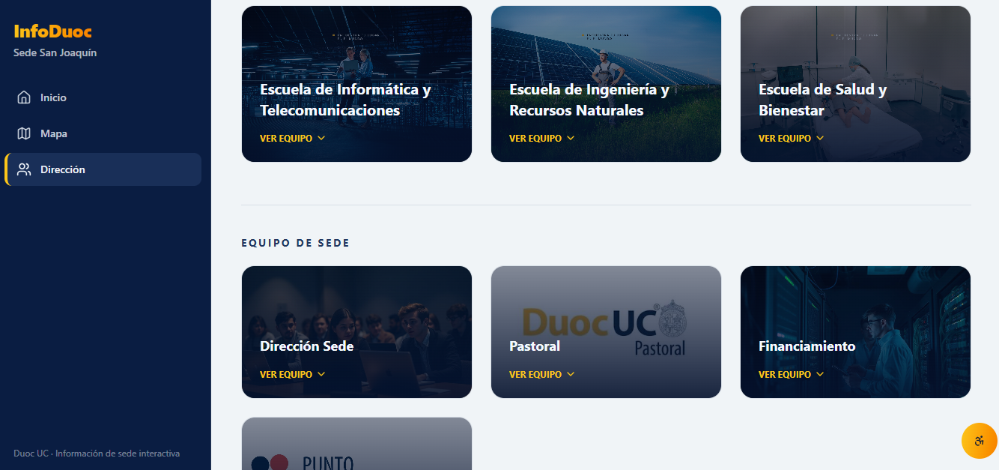 InfoDuoc
Sede San Joaquín
Inicio
Mapa
Dirección
Duoc UC · Información de sede interactiva
Escuela de Informática y
Telecomunicaciones
VER EQUIPO
Escuela de Ingeniería y
Recursos Naturales
VER EQUIPO
Escuela de Salud y
Bienestar
VER EQUIPO
EQUIPO DE SEDE
Dirección Sede
VER EQUIPO
DuocUC®
Pastoral
Pastoral
VER EQUIPO
Financiamiento
VER EQUIPO
PUNTO